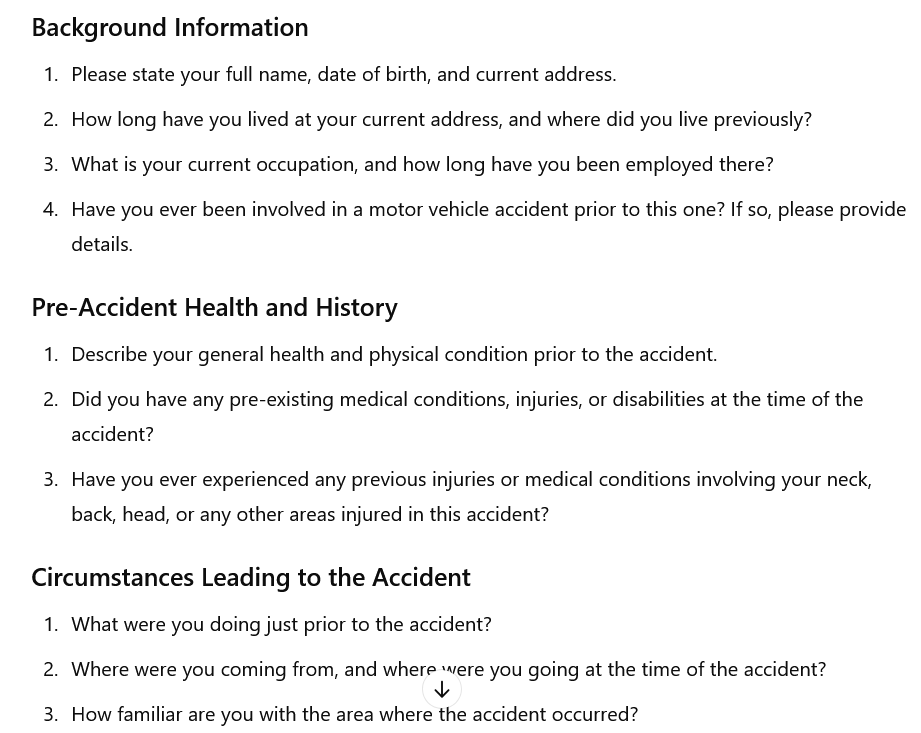 Background Information
1. Please state your full name, date of birth, and current address.
2. How long have you lived at your current address, and where did you live previously?
3. What is your current occupation, and how long have you been employed there?
4. Have you ever been involved in a motor vehicle accident prior to this one? If so, please provide
details.
Pre-Accident Health and History
1. Describe your general health and physical condition prior to the accident.
2. Did you have any pre-existing medical conditions, injuries, or disabilities at the time of the
accident?
3. Have you ever experienced any previous injuries or medical conditions involving your neck,
back, head, or any other areas injured in this accident?
Circumstances Leading to the Accident
1. What were you doing just prior to the accident?
2. Where were you coming from, and where were you going at the time of the accident?
3. How familiar are you with the area where the accident occurred?